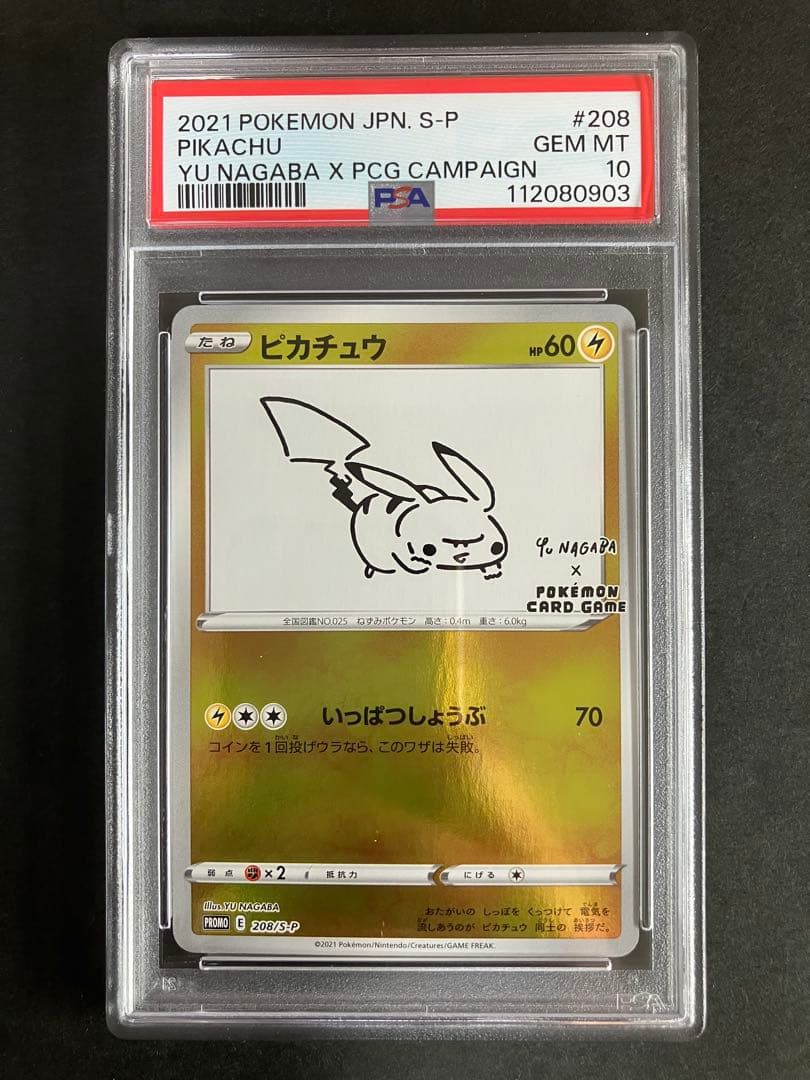 2021 POKEMON JPN. S-P #208
PIKACHU GEM MT
YU NAGABA X PCG CAMPAIGN 10
PSA 112080903
たね ピカチュウ HP60
YU NAGABA
×
POKÉMON
CARD GAME
全国図鑑NO.025 ねずみポケモン 高さ:0.4m 重さ:6.0kg
いっぱつしょうぶ 70
コインを1回投げウラなら、このワザは失敗。
弱点 ×2 抵抗力 にげる
Illus. YU NAGABA
PROMO E 208/S-P
おたがいの しっぽを くっつけて 電気を
流しあうのが ピカチュウ 同士の 挨拶だ。
©2021 Pokémon/Nintendo/Creatures/GAME FREAK.
PSA